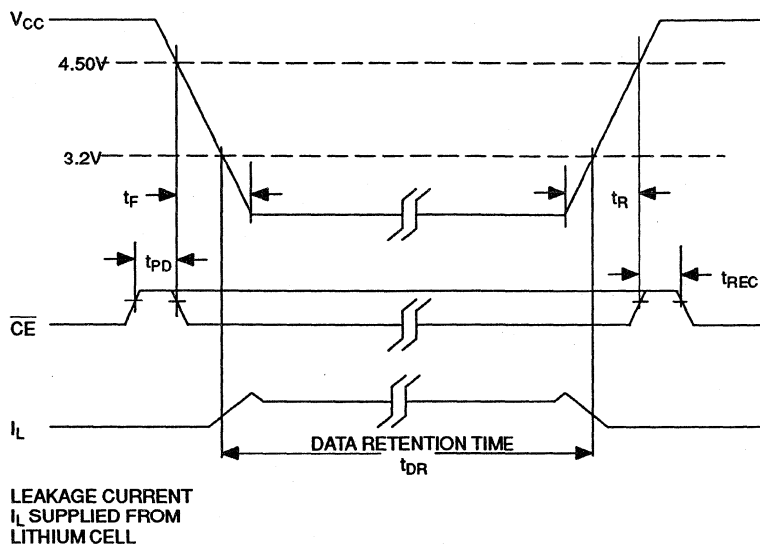 VCC
4.50V
3.2V
tF
tR
tPD
tREC
CE
IL
DATA RETENTION TIME
tDR
LEAKAGE CURRENT
IL SUPPLIED FROM
LITHIUM CELL